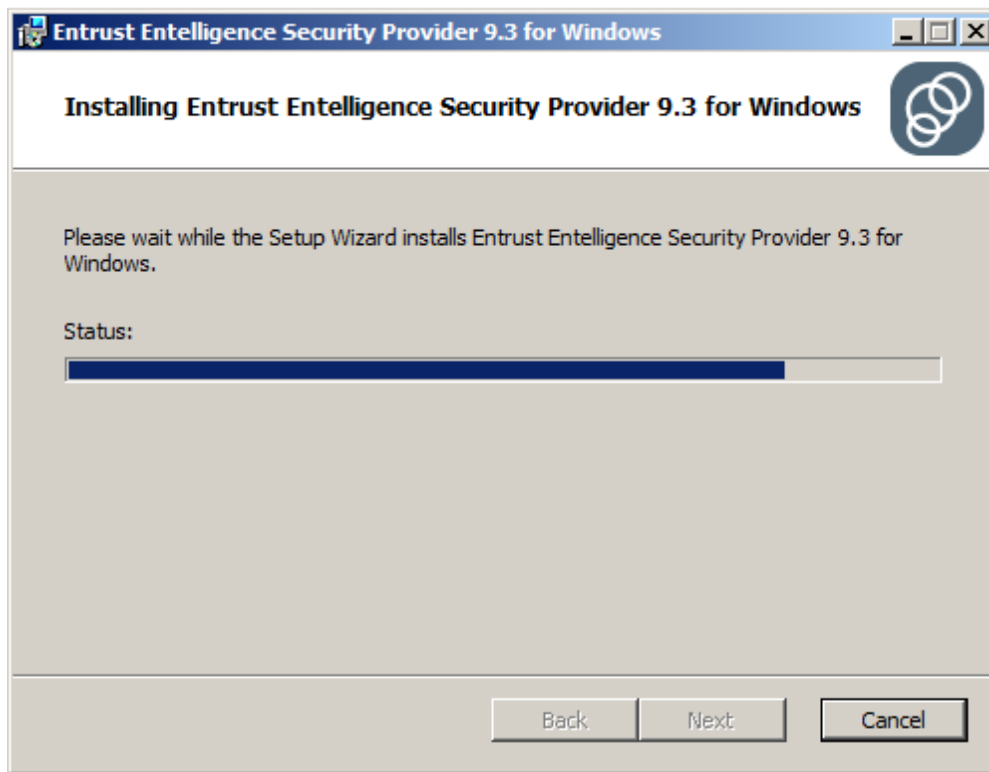 Entrust Entelligence Security Provider 9.3 for Windows
Installing Entrust Entelligence Security Provider 9.3 for Windows
Please wait while the Setup Wizard installs Entrust Entelligence Security Provider 9.3 for
Windows.
Status:
Back Next Cancel